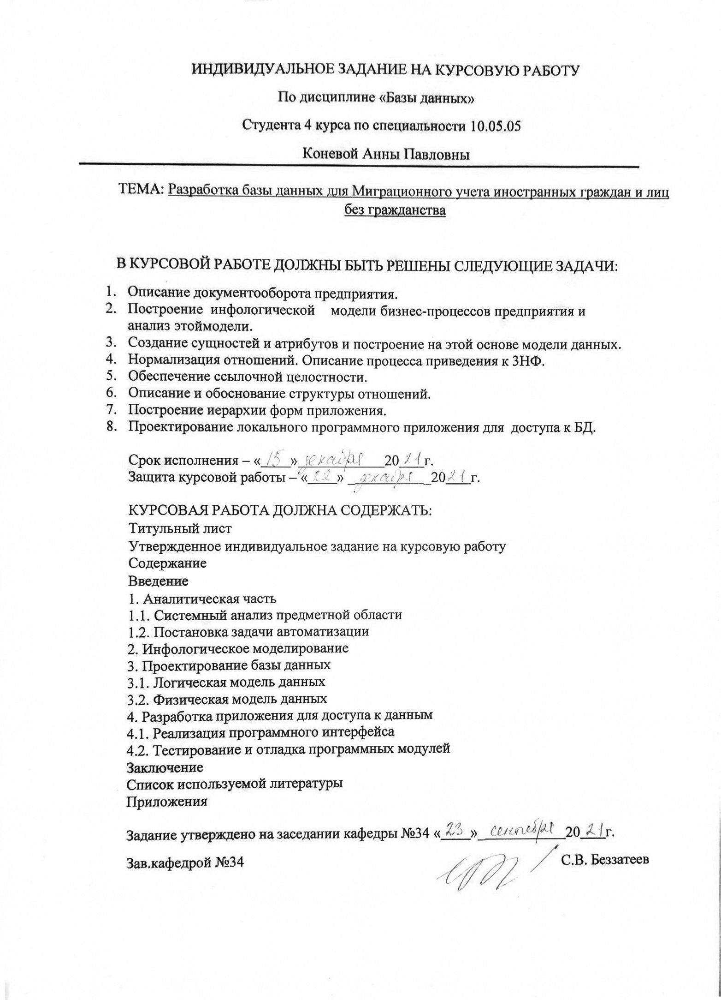 ИНДИВИДУАЛЬНОЕ ЗАДАНИЕ НА КУРСОВУЮ РАБОТУ
По дисциплине «Базы данных»
Студента 4 курса по специальности 10.05.05
Коневой Анны Павловны
ТЕМА: Разработка базы данных для Миграционного учета иностранных граждан и лиц
без гражданства
В КУРСОВОЙ РАБОТЕ ДОЛЖНЫ БЫТЬ РЕШЕНЫ СЛЕДУЮЩИЕ ЗАДАЧИ:
1. Описание документооборота предприятия.
2. Построение инфологической модели бизнес-процессов предприятия и
анализ этоймодели.
3. Создание сущностей и атрибутов и построение на этой основе модели данных.
4. Нормализация отношений. Описание процесса приведения к 3НФ.
5. Обеспечение ссылочной целостности.
6. Описание и обоснование структуры отношений.
7. Построение иерархии форм приложения.
8. Проектирование локального программного приложения для доступа к БД.
Срок исполнения – «15» декабря 2021г.
Защита курсовой работы – «22» декабря 2021г.
КУРСОВАЯ РАБОТА ДОЛЖНА СОДЕРЖАТЬ:
Титульный лист
Утвержденное индивидуальное задание на курсовую работу
Содержание
Введение
1. Аналитическая часть
1.1. Системный анализ предметной области
1.2. Постановка задачи автоматизации
2. Инфологическое моделирование
3. Проектирование базы данных
3.1. Логическая модель данных
3.2. Физическая модель данных
4. Разработка приложения для доступа к данным
4.1. Реализация программного интерфейса
4.2. Тестирование и отладка программных модулей
Заключение
Список используемой литературы
Приложения
Задание утверждено на заседании кафедры №34 «23» сентября 2021г.
Зав.кафедрой №34 С.В. Беззатеев